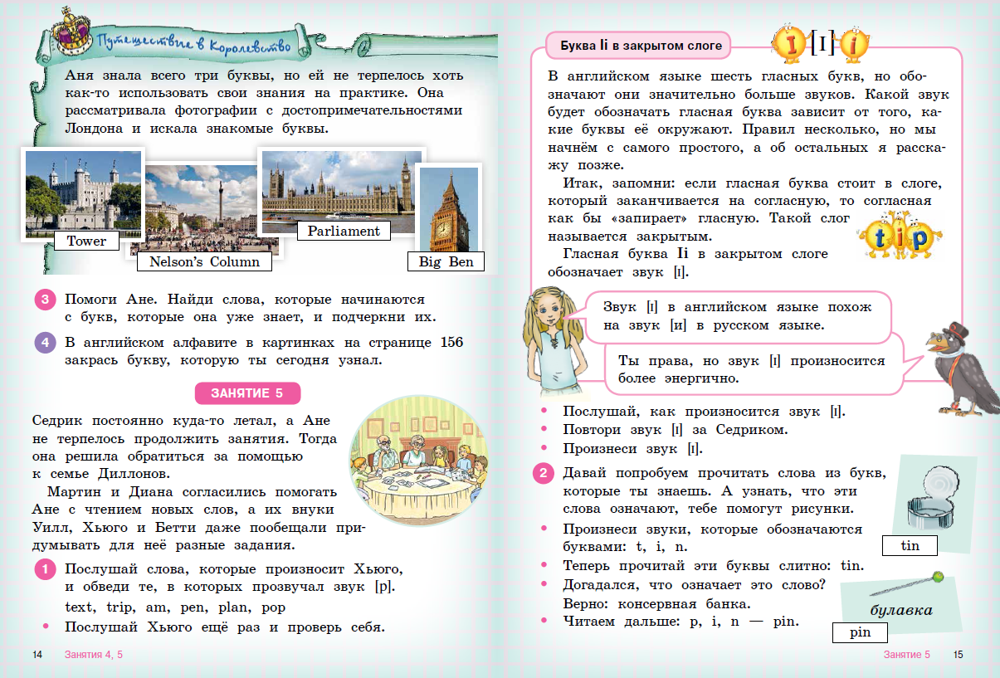 Путешествие в Королевство
Аня знала всего три буквы, но ей не терпелось хоть
как-то использовать свои знания на практике. Она
рассматривала фотографии с достопримечательностями
Лондона и искала знакомые буквы.
Tower
Nelson's Column
Parliament
Big Ben
3 Помоги Ане. Найди слова, которые начинаются
с букв, которые она уже знает, и подчеркни их.
4 В английском алфавите в картинках на странице 156
закрась букву, которую ты сегодня узнал.
ЗАНЯТИЕ 5
Седрик постоянно куда-то летал, а Ане
не терпелось продолжить занятия. Тогда
она решила обратиться за помощью
к семье Диллонов.
Мартин и Диана согласились помогать
Ане с чтением новых слов, а их внуки
Уилл, Хьюго и Бетти даже пообещали при-
думывать для неё разные задания.
1 Послушай слова, которые произносит Хьюго,
и обведи те, в которых прозвучал звук [p].
text, trip, am, pen, plan, pop
• Послушай Хьюго ещё раз и проверь себя.
14 Занятия 4, 5
Буква Ii в закрытом слоге
I [ɪ] i
В английском языке шесть гласных букв, но обо-
значают они значительно больше звуков. Какой звук
будет обозначать гласная буква зависит от того, ка-
кие буквы её окружают. Правил несколько, но мы
начнём с самого простого, а об остальных я расска-
жу позже.
Итак, запомни: если гласная буква стоит в слоге,
который заканчивается на согласную, то согласная
как бы «запирает» гласную. Такой слог
называется закрытым.
tip
Гласная буква Ii в закрытом слоге
обозначает звук [ɪ].
Звук [ɪ] в английском языке похож
на звук [и] в русском языке.
Ты права, но звук [ɪ] произносится
более энергично.
• Послушай, как произносится звук [ɪ].
• Повтори звук [ɪ] за Седриком.
• Произнеси звук [ɪ].
2 Давай попробуем прочитать слова из букв,
которые ты знаешь. А узнать, что эти
слова означают, тебе помогут рисунки.
• Произнеси звуки, которые обозначаются
буквами: t, i, n.
tin
• Теперь прочитай эти буквы слитно: tin.
• Догадался, что означает это слово?
Верно: консервная банка.
• Читаем дальше: p, i, n — pin.
булавка
pin
Занятие 5 15